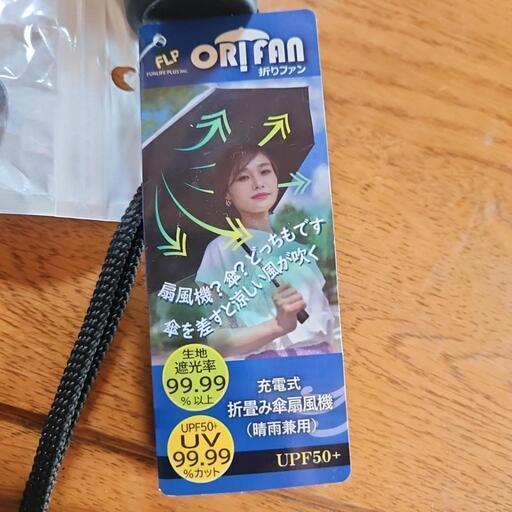 FLP
FUNLIFE PLUS Inc.
ORI FAN
折りファン
扇風機？傘？どっちもです
傘を差すと涼しい風が吹く
生地
遮光率
99.99
%以上
UPF50+
UV
99.99
%カット
充電式
折畳み傘扇風機
（晴雨兼用）
UPF50+